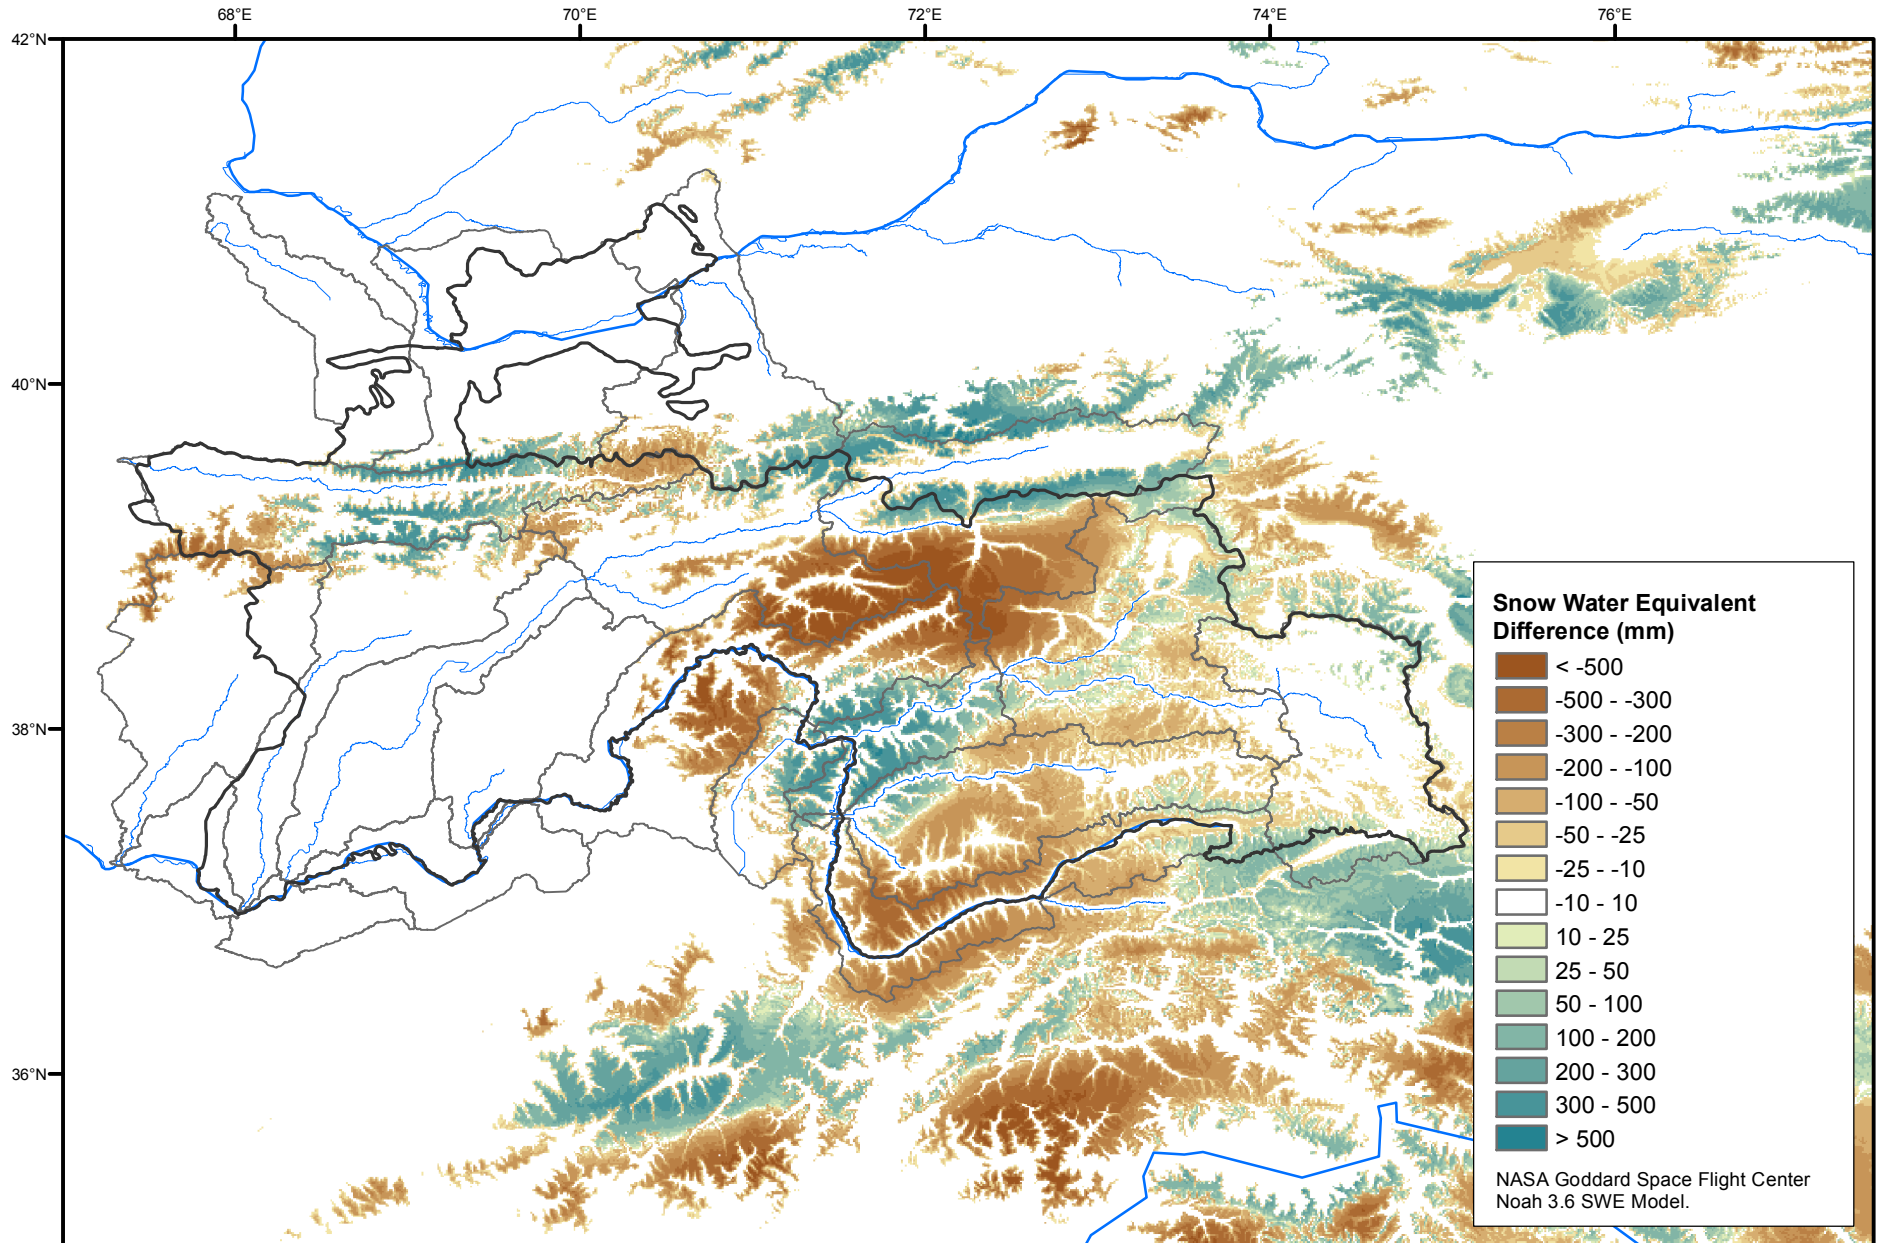 68°E
70°E
72°E
74°E
76°E
42°N
40°N
38°N
36°N
Snow Water Equivalent
Difference (mm)
< -500
-500 - -300
-300 - -200
-200 - -100
-100 - -50
-50 - -25
-25 - -10
-10 - 10
10 - 25
25 - 50
50 - 100
100 - 200
200 - 300
300 - 500
> 500
NASA Goddard Space Flight Center
Noah 3.6 SWE Model.